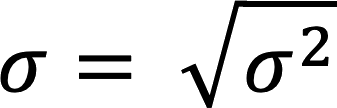 σ = √σ²